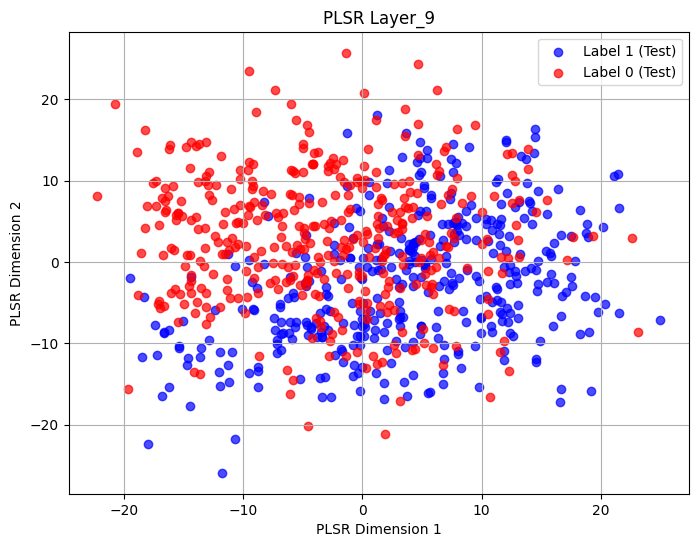 PLSR Layer_9
Label 1 (Test)
Label 0 (Test)
PLSR Dimension 2
20
10
0
−10
−20
−20
−10
0
10
20
PLSR Dimension 1